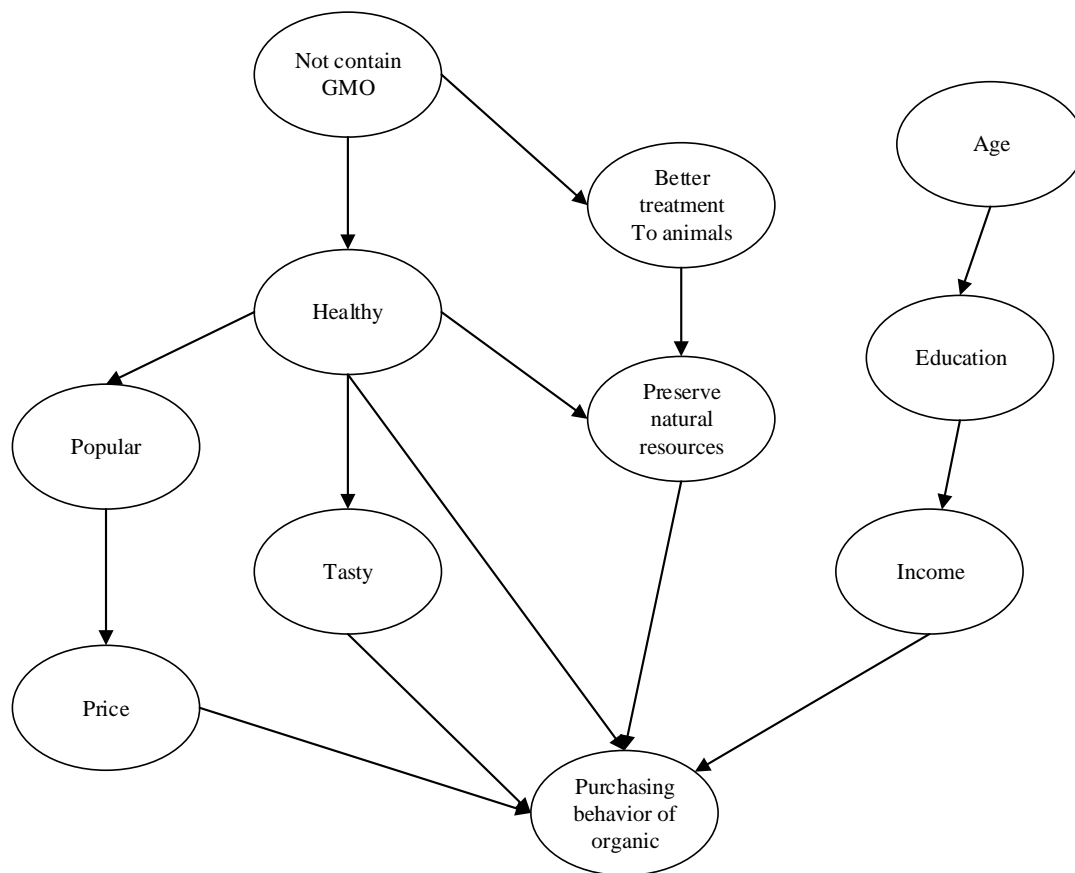 Not contain
GMO
Age
Better
treatment
To animals
Healthy
Education
Preserve
natural
resources
Popular
Tasty
Income
Price
Purchasing
behavior of
organic